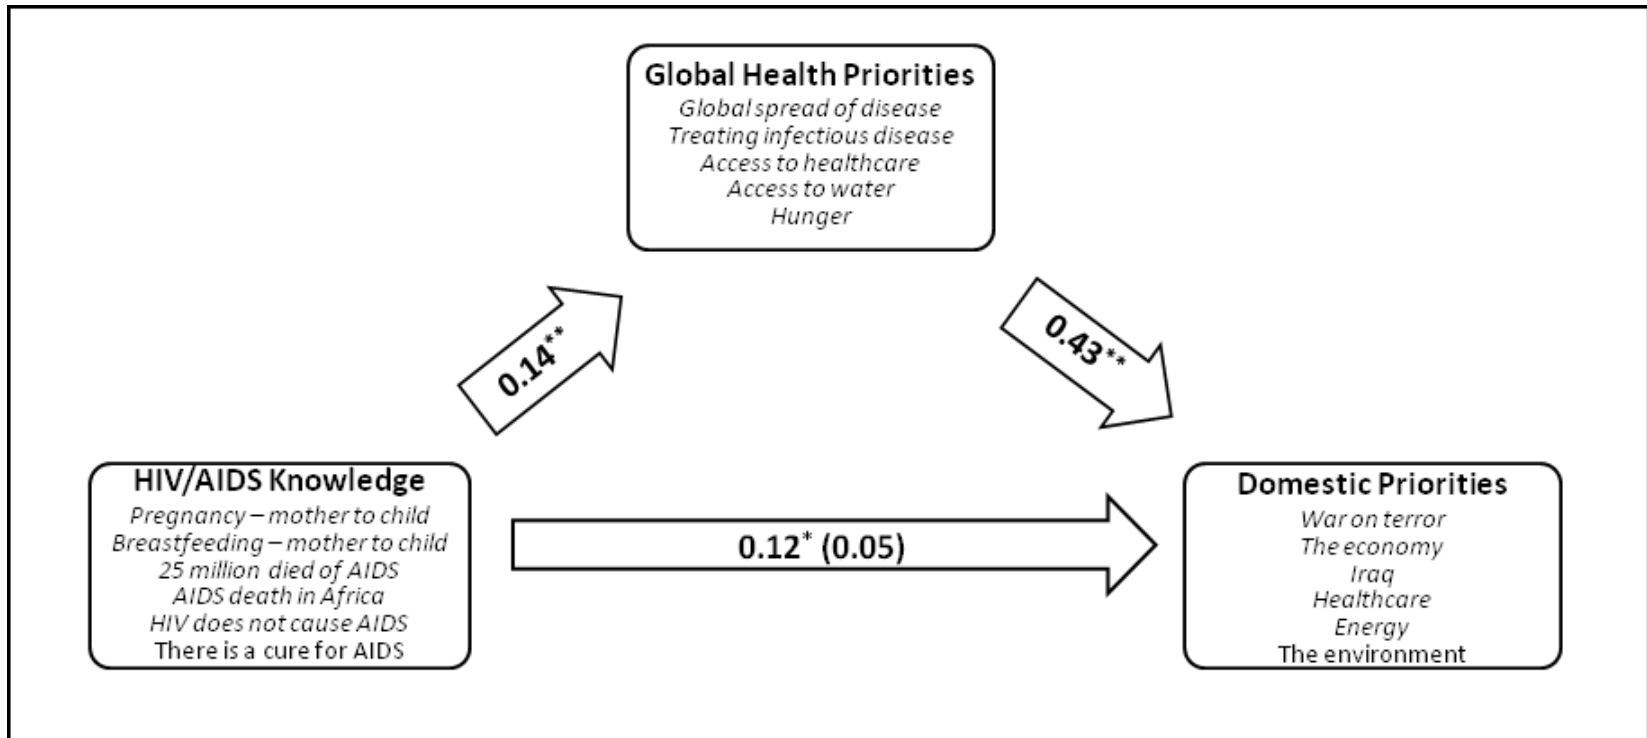 Global Health Priorities
Global spread of disease
Treating infectious disease
Access to healthcare
Access to water
Hunger
0.14**
0.43**
HIV/AIDS Knowledge
Pregnancy – mother to child
Breastfeeding – mother to child
25 million died of AIDS
AIDS death in Africa
HIV does not cause AIDS
There is a cure for AIDS
0.12* (0.05)
Domestic Priorities
War on terror
The economy
Iraq
Healthcare
Energy
The environment